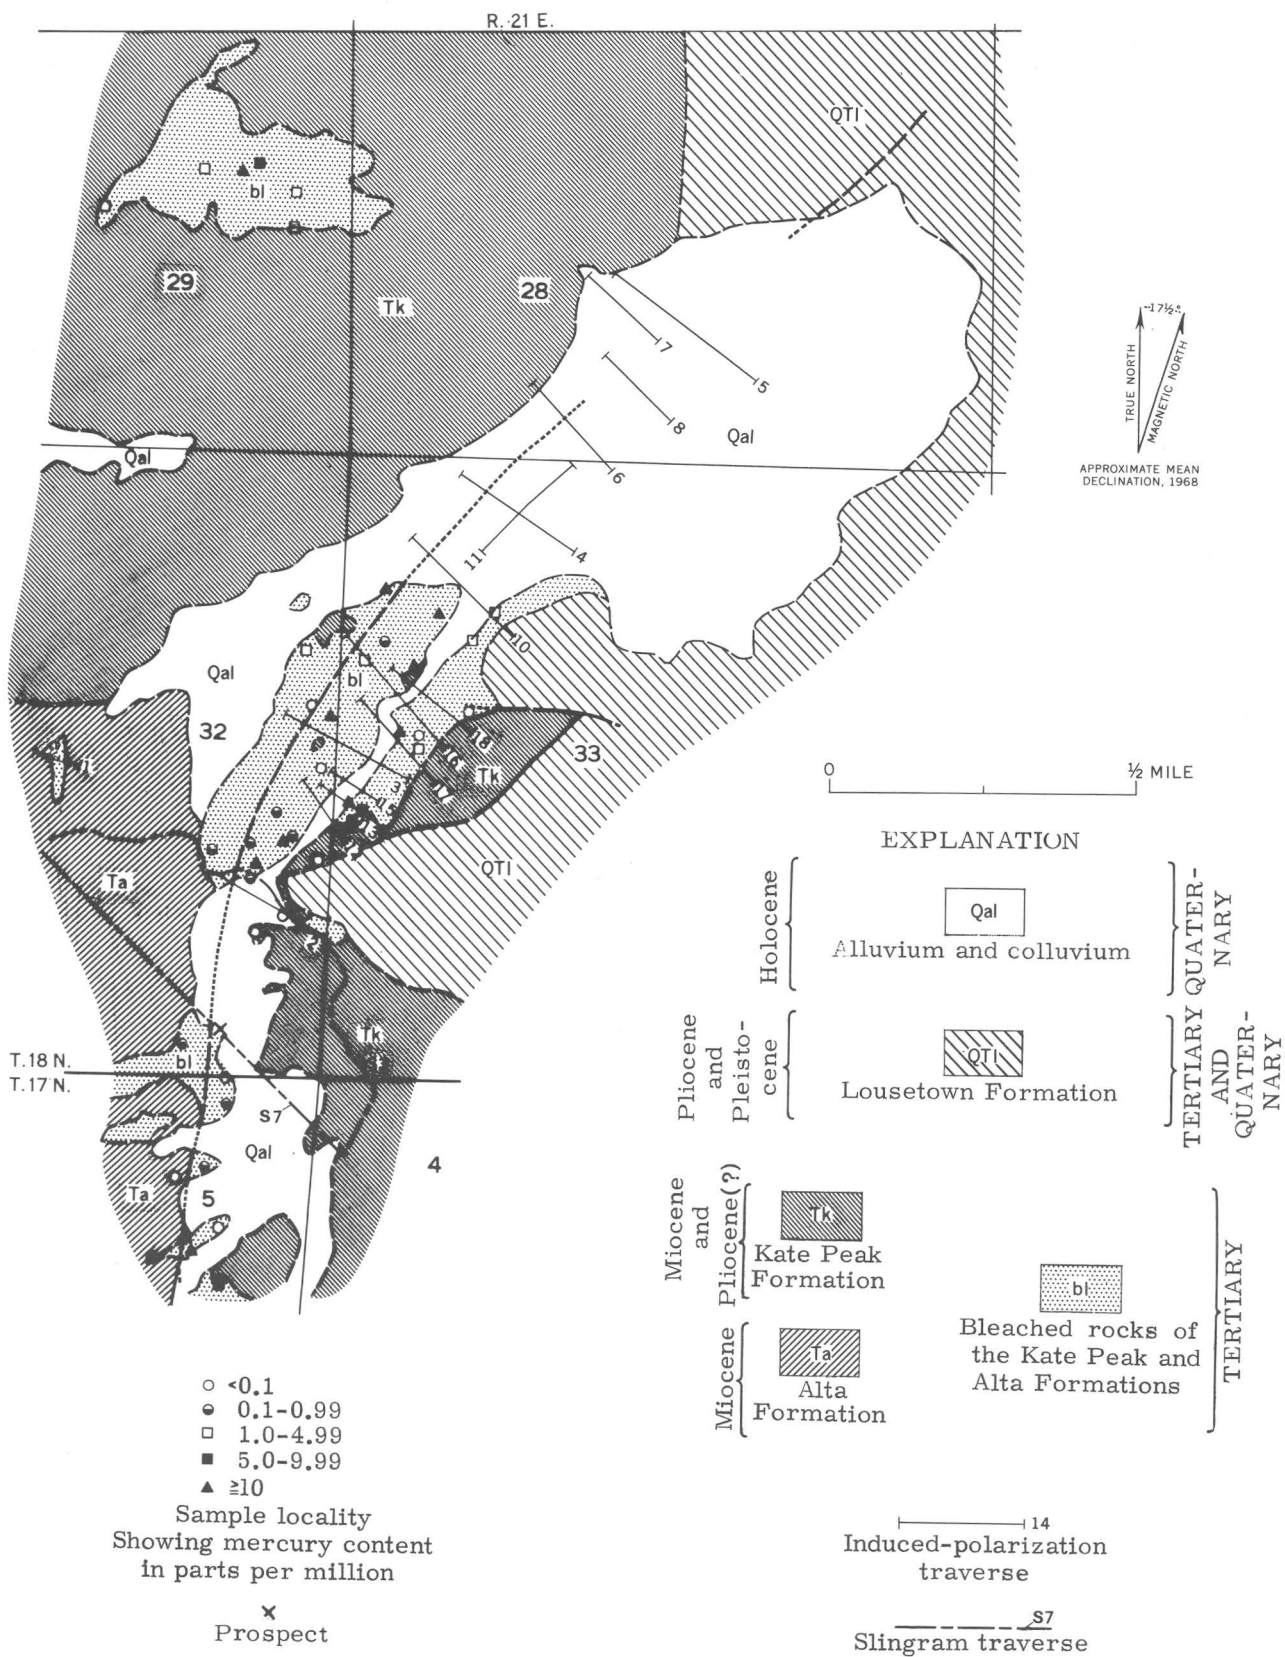 R. 21 E.
QTl
bl
29
28
Tk
7
5
8
Qal
Qal
6
11
4
10
Qal
bl
32
18
16
33
Tk
3
15
QTl
Ta
Tk
bl
T. 18 N.
T. 17 N.
S7
Qal
4
Ta
5
17½°
TRUE NORTH
MAGNETIC NORTH
APPROXIMATE MEAN
DECLINATION, 1968
0
½ MILE
EXPLANATION
Holocene
Qal
Alluvium and colluvium
QUATER-
NARY
Pliocene
and
Pleisto-
cene
QTl
Lousetown Formation
TERTIARY
AND
QUATER-
NARY
Miocene
and
Pliocene(?)
Tk
Kate Peak
Formation
bl
Bleached rocks of
the Kate Peak and
Alta Formations
TERTIARY
Miocene
Ta
Alta
Formation
<0.1
0.1-0.99
1.0-4.99
5.0-9.99
≧10
Sample locality
Showing mercury content
in parts per million
Prospect
14
Induced-polarization
traverse
S7
Slingram traverse